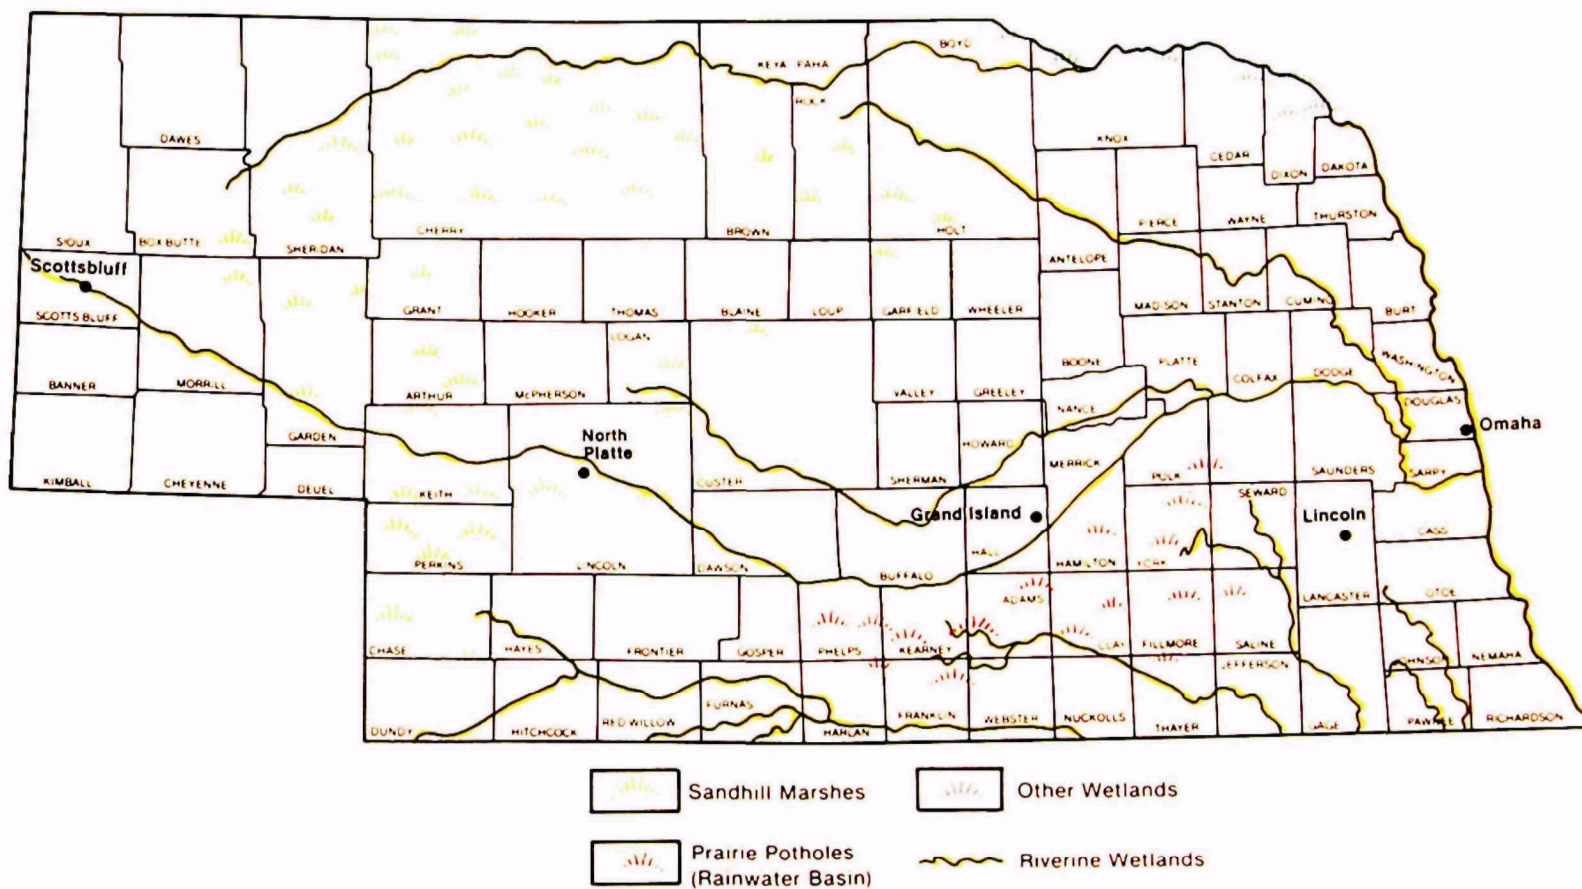 BOYD
KEYA PAHA
ROCK
DAWES
KNOX
CEDAR
DIXON
DAKOTA
SIOUX
BOX BUTTE
SHERIDAN
CHERRY
BROWN
HOLT
PIERCE
WAYNE
THURSTON
ANTELOPE
Scottsbluff
SCOTTS BLUFF
GRANT
HOOKER
THOMAS
BLAINE
LOUP
GARFIELD
WHEELER
MADISON
STANTON
CUMING
BURT
LOGAN
BANNER
MORRILL
ARTHUR
McPHERSON
VALLEY
GREELEY
BOONE
PLATTE
COLFAX
DODGE
WASHINGTON
NANCE
DOUGLAS
Omaha
GARDEN
North
Platte
HOWARD
KIMBALL
CHEYENNE
DEUEL
KEITH
CUSTER
SHERMAN
MERRICK
POLK
SEWARD
SAUNDERS
SARPY
Grand Island
Lincoln
CASS
PERKINS
LINCOLN
DAWSON
BUFFALO
HALL
HAMILTON
YORK
LANCASTER
OTOE
ADAMS
CHASE
HAYES
FRONTIER
GOSPER
PHELPS
KEARNEY
CLAY
FILLMORE
SALINE
JOHNSON
NEMAHA
JEFFERSON
DUNDY
HITCHCOCK
RED WILLOW
FURNAS
HARLAN
FRANKLIN
WEBSTER
NUCKOLLS
THAYER
GAGE
PAWNEE
RICHARDSON
Sandhill Marshes
Other Wetlands
Prairie Potholes
(Rainwater Basin)
Riverine Wetlands